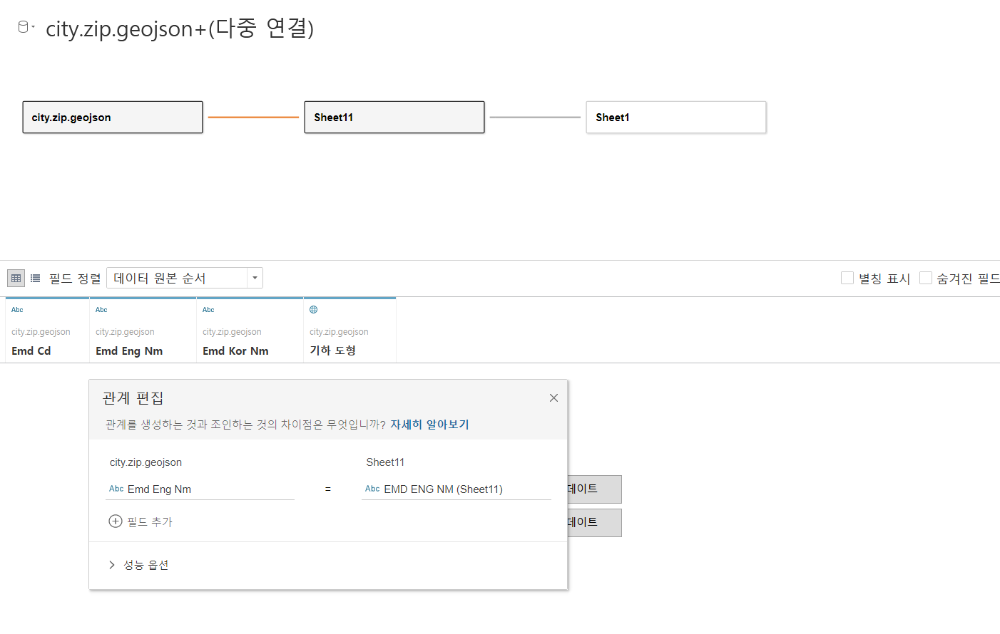 city.zip.geojson+(다중 연결)
city.zip.geojson
Sheet11
Sheet1
필드 정렬
데이터 원본 순서
별칭 표시
숨겨진 필드
Abc
Abc
Abc
city.zip.geojson
city.zip.geojson
city.zip.geojson
city.zip.geojson
Emd Cd
Emd Eng Nm
Emd Kor Nm
기하 도형
관계 편집
관계를 생성하는 것과 조인하는 것의 차이점은 무엇입니까? 자세히 알아보기
city.zip.geojson
Sheet11
Abc Emd Eng Nm
=
Abc EMD ENG NM (Sheet11)
필드 추가
성능 옵션
데이트
데이트